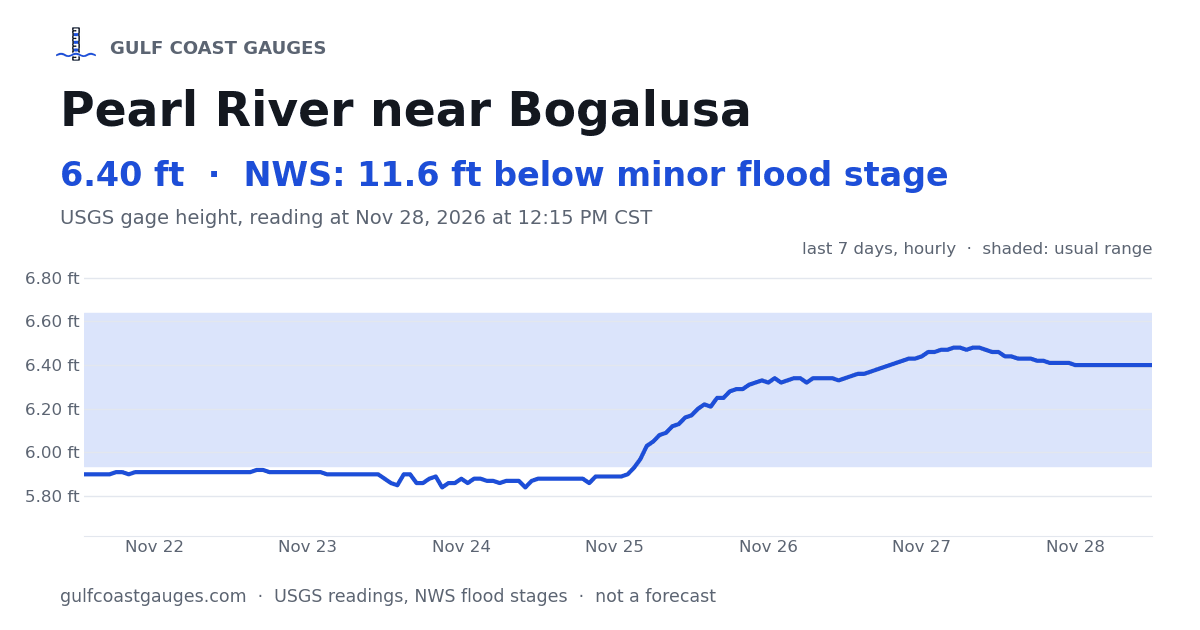 GULF COAST GAUGES
Pearl River near Bogalusa
6.40 ft · NWS: 11.6 ft below minor flood stage
USGS gage height, reading at Nov 28, 2026 at 12:15 PM CST
last 7 days, hourly · shaded: usual range
6.80 ft
6.60 ft
6.40 ft
6.20 ft
6.00 ft
5.80 ft
Nov 22 Nov 23 Nov 24 Nov 25 Nov 26 Nov 27 Nov 28
gulfcoastgauges.com · USGS readings, NWS flood stages · not a forecast